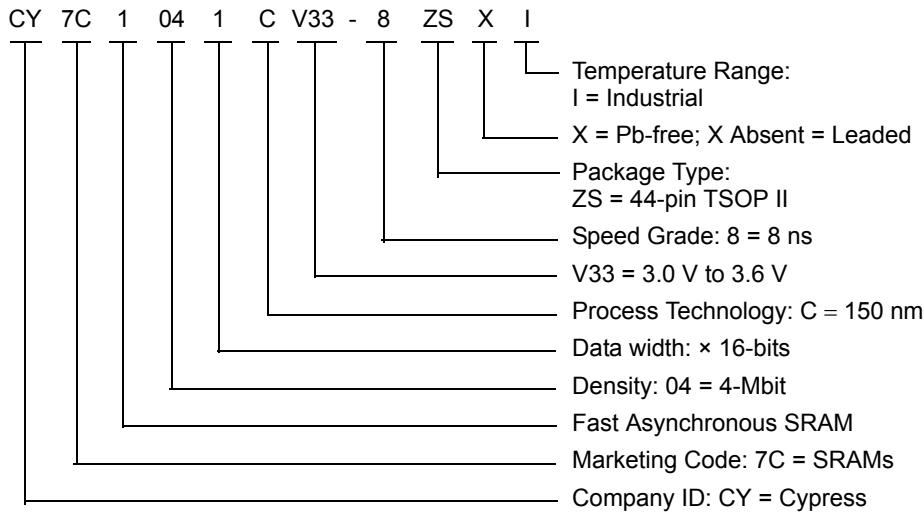 CY 7C 1 04 1 C V33 - 8 ZS X I
Temperature Range:
I = Industrial
X = Pb-free; X Absent = Leaded
Package Type:
ZS = 44-pin TSOP II
Speed Grade: 8 = 8 ns
V33 = 3.0 V to 3.6 V
Process Technology: C = 150 nm
Data width: × 16-bits
Density: 04 = 4-Mbit
Fast Asynchronous SRAM
Marketing Code: 7C = SRAMs
Company ID: CY = Cypress